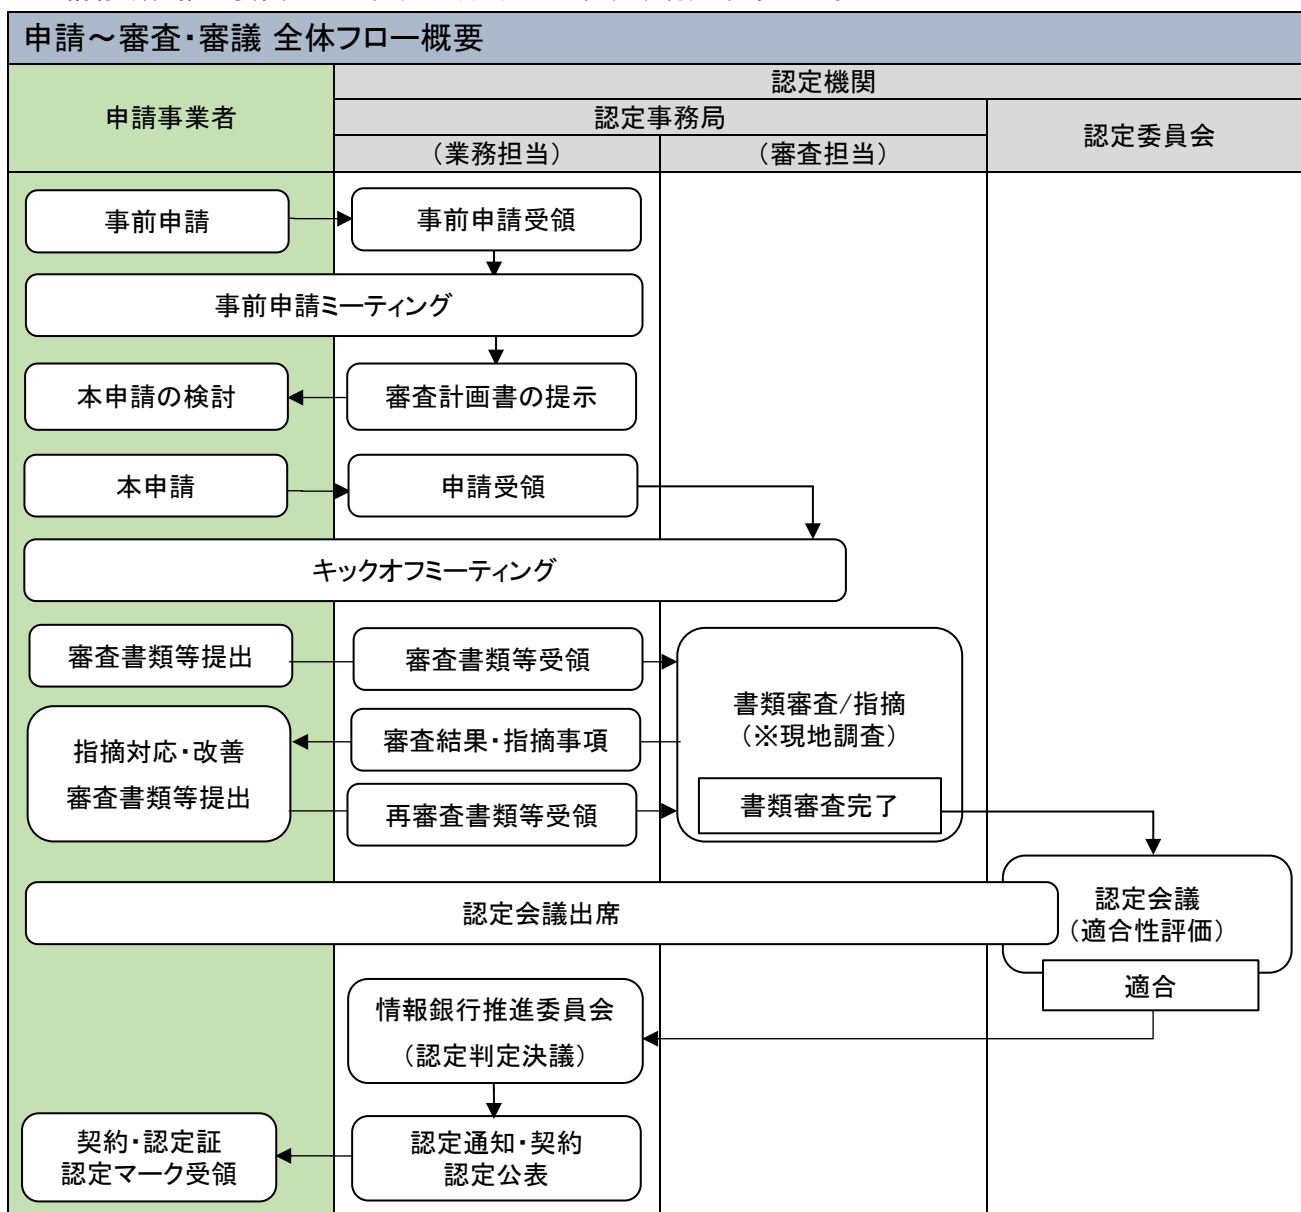 申請～審査・審議 全体フロー概要
申請事業者
認定機関
認定事務局
認定委員会
（業務担当）
（審査担当）
事前申請
事前申請受領
事前申請ミーティング
本申請の検討
審査計画書の提示
本申請
申請受領
キックオフミーティング
審査書類等提出
審査書類等受領
書類審査/指摘
（※現地調査）
指摘対応・改善
審査書類等提出
審査結果・指摘事項
再審査書類等受領
書類審査完了
認定会議出席
認定会議
（適合性評価）
適合
情報銀行推進委員会
（認定判定決議）
契約・認定証
認定マーク受領
認定通知・契約
認定公表